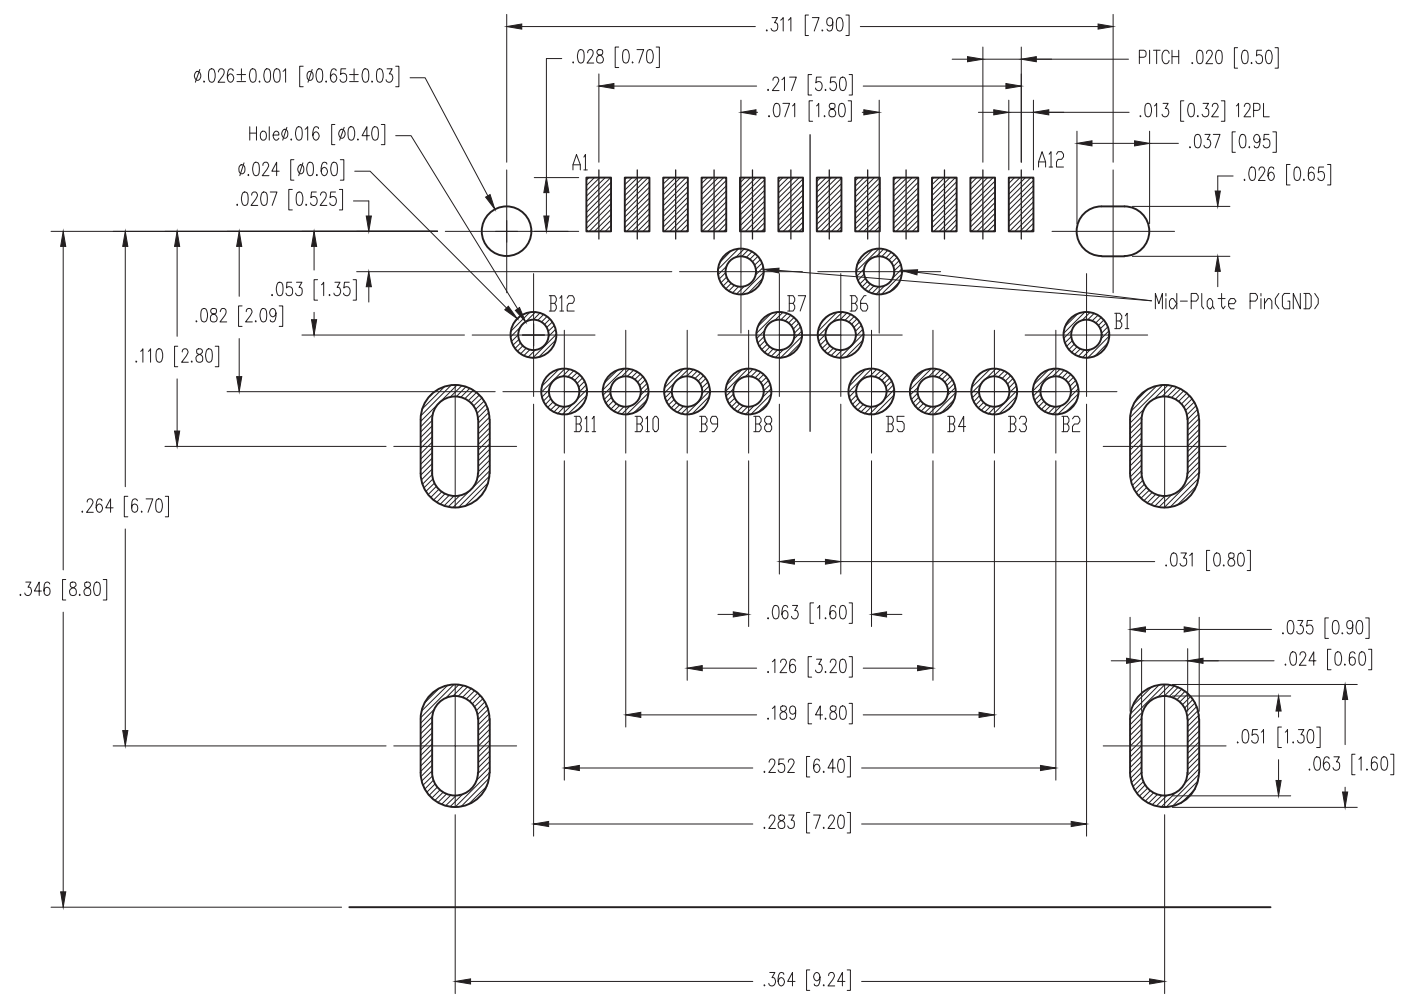 .311 [7.90]
.028 [0.70]
PITCH .020 [0.50]
ø.026±0.001 [ø0.65±0.03]
.217 [5.50]
.071 [1.80]
.013 [0.32] 12PL
Holeø.016 [ø0.40]
.037 [0.95]
A1
A12
ø.024 [ø0.60]
.026 [0.65]
.0207 [0.525]
.053 [1.35]
Mid-Plate Pin(GND)
B12
B7
B6
B1
.082 [2.09]
.110 [2.80]
B11
B10
B9
B8
B5
B4
B3
B2
.264 [6.70]
.031 [0.80]
.346 [8.80]
.063 [1.60]
.035 [0.90]
.024 [0.60]
.126 [3.20]
.189 [4.80]
.051 [1.30]
.063 [1.60]
.252 [6.40]
.283 [7.20]
.364 [9.24]